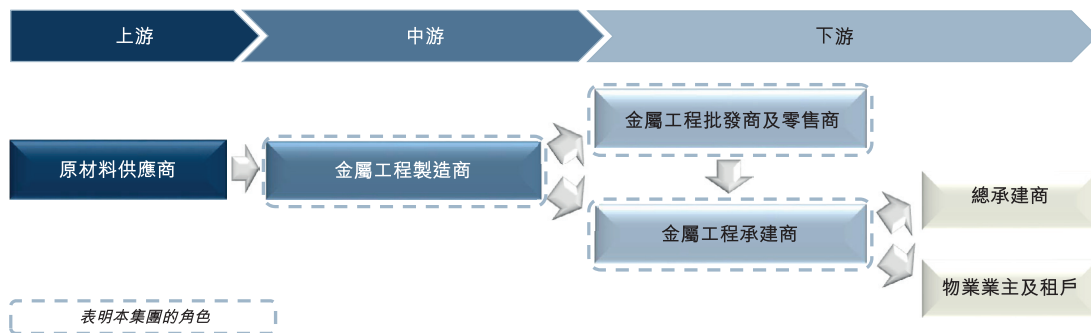 上游
中游
下游
金屬工程批發商及零售商
原材料供應商
金屬工程製造商
總承建商
金屬工程承建商
物業業主及租戶
表明本集團的角色